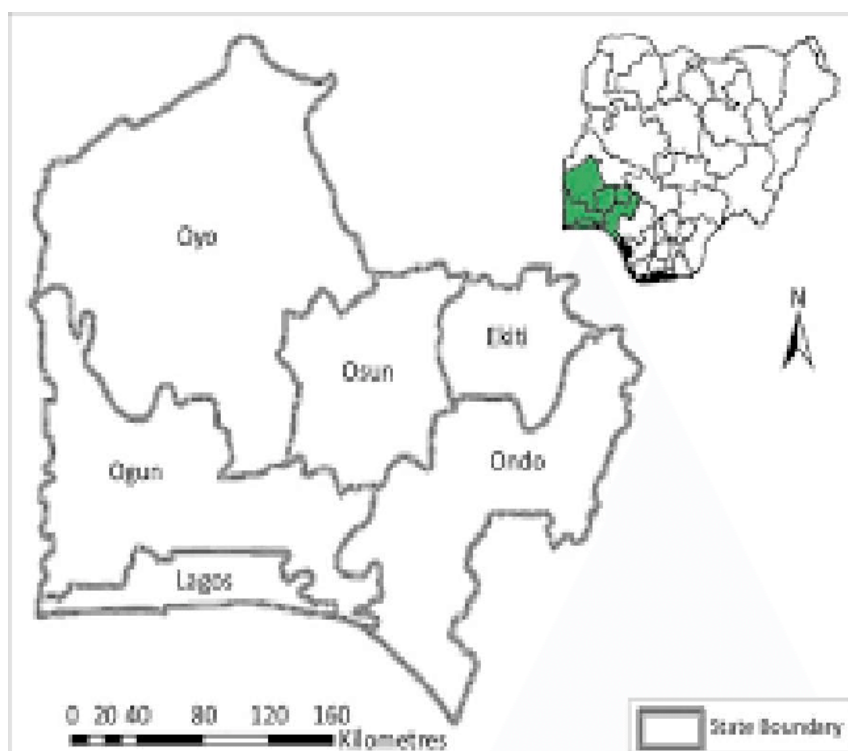 Oyo
N
Ekiti
Osun
Ondo
Ogun
Lagos
0 20 40 80 120 160
Kilometres
State Boundary